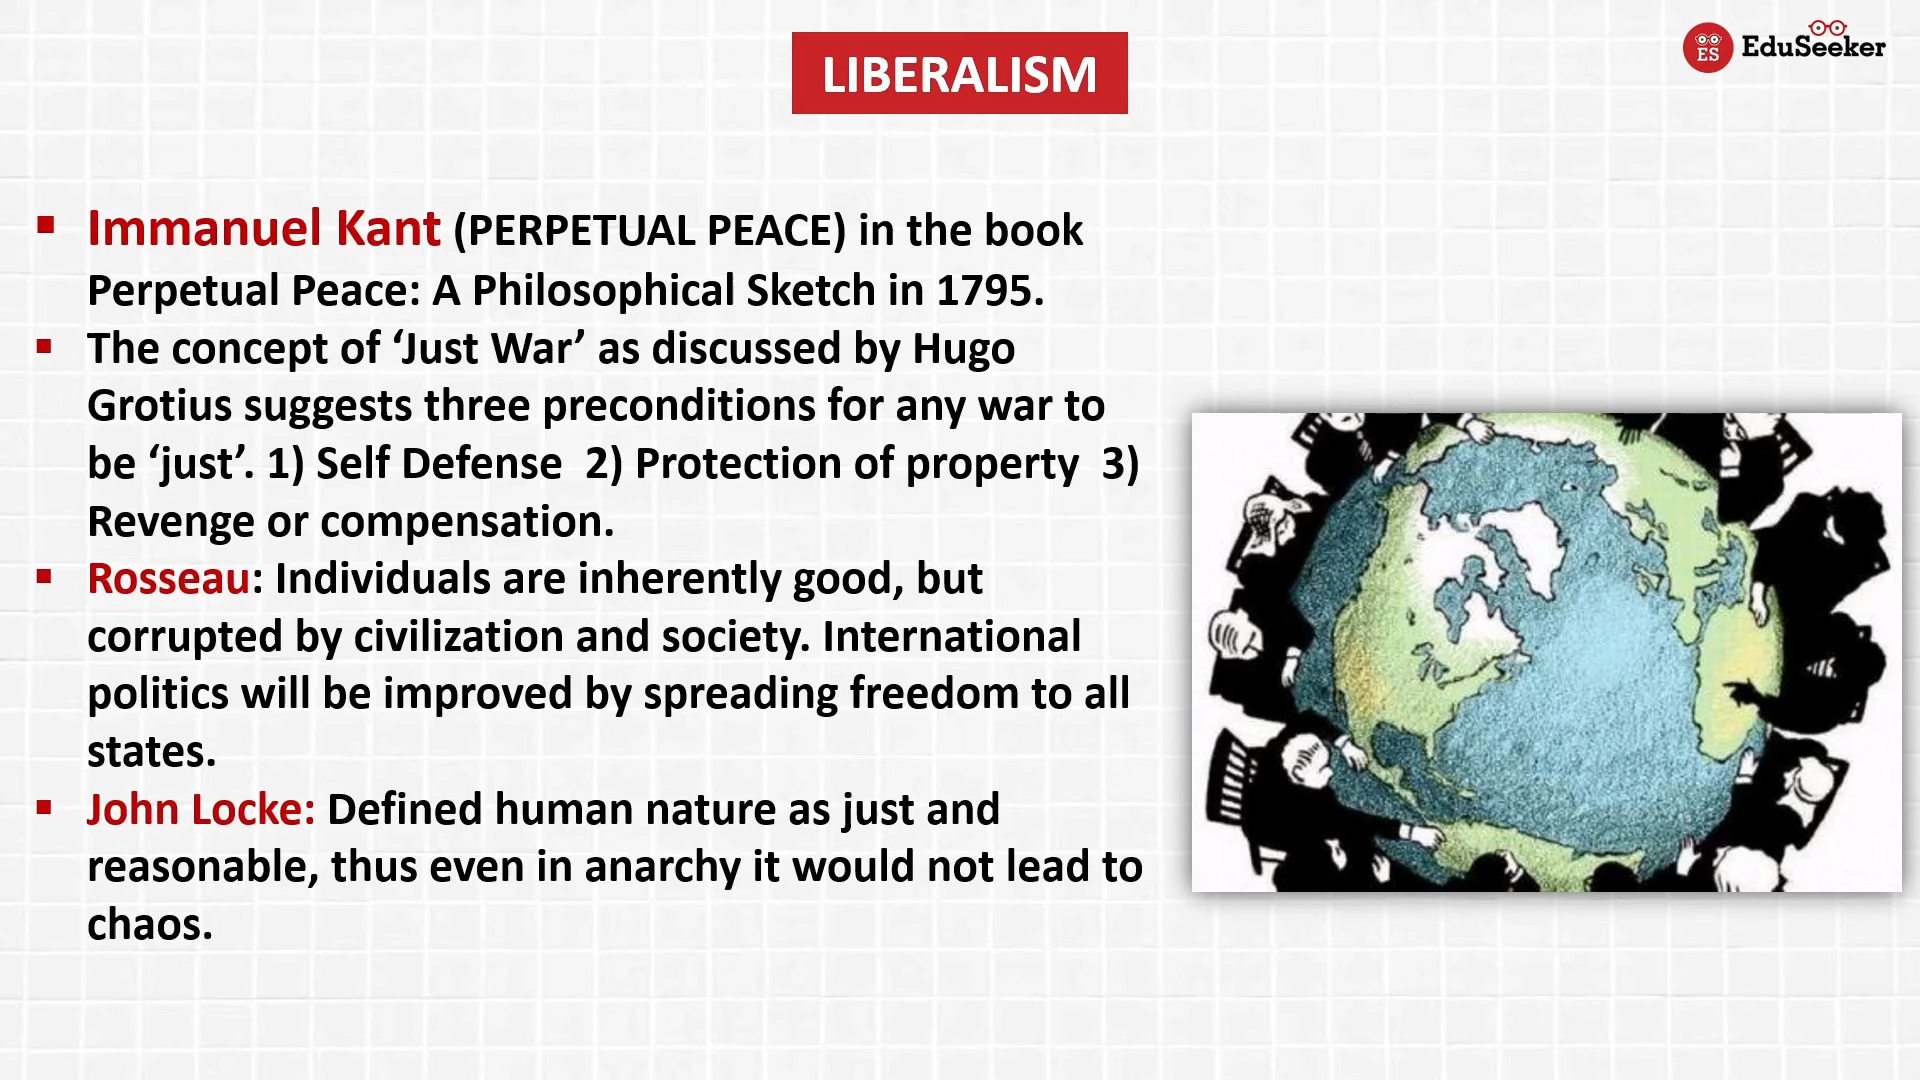 LIBERALISM
ES EduSeeker
▪ Immanuel Kant (PERPETUAL PEACE) in the book
Perpetual Peace: A Philosophical Sketch in 1795.
▪ The concept of ‘Just War’ as discussed by Hugo
Grotius suggests three preconditions for any war to
be ‘just’. 1) Self Defense 2) Protection of property 3)
Revenge or compensation.
▪ Rosseau: Individuals are inherently good, but
corrupted by civilization and society. International
politics will be improved by spreading freedom to all
states.
▪ John Locke: Defined human nature as just and
reasonable, thus even in anarchy it would not lead to
chaos.